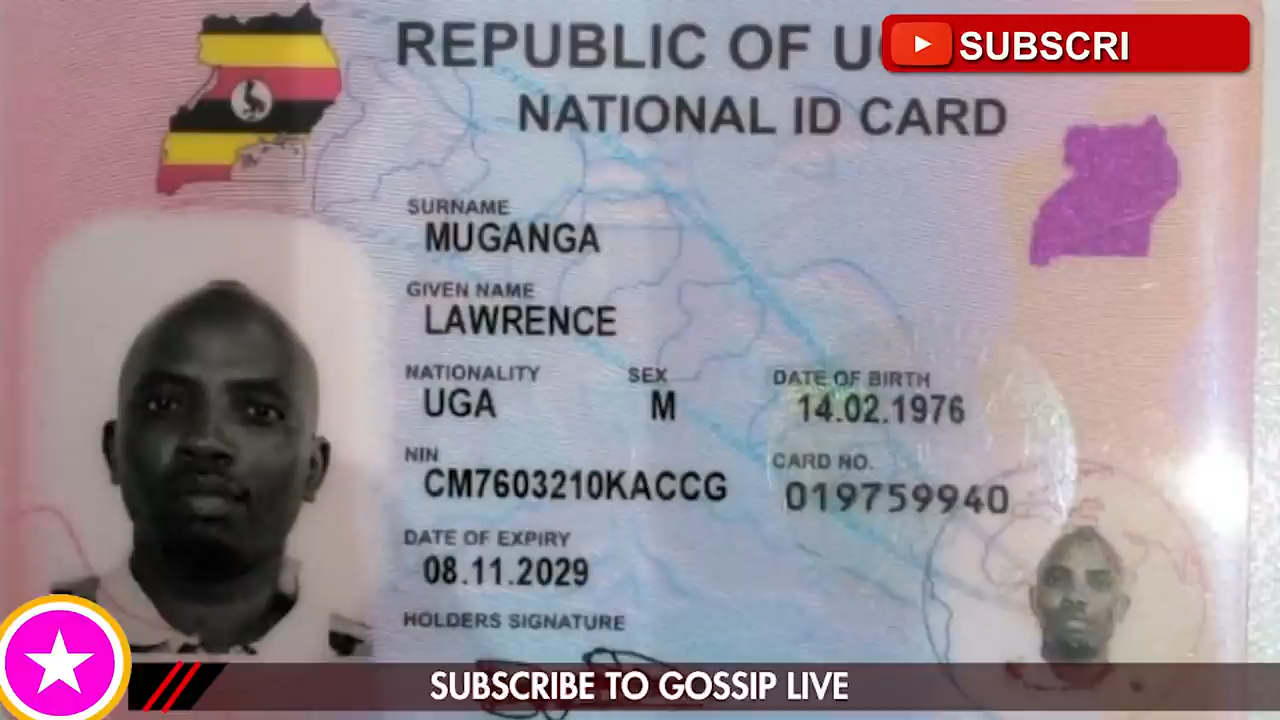 REPUBLIC OF
SUBSCRI
NATIONAL ID CARD
SURNAME
MUGANGA
GIVEN NAME
LAWRENCE
NATIONALITY SEX DATE OF BIRTH
UGA M 14.02.1976
NIN CARD NO.
CM7603210KACCG 019759940
DATE OF EXPIRY
08.11.2029
HOLDERS SIGNATURE
SUBSCRIBE TO GOSSIP LIVE